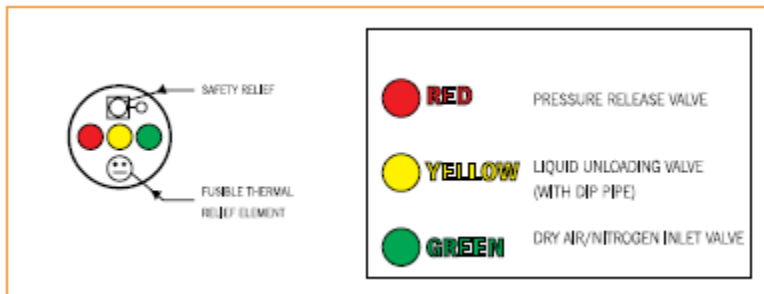 SAFETY RELIEF
FUSIBLE THERMAL
RELIEF ELEMENT
RED
PRESSURE RELEASE VALVE
YELLOW
LIQUID UNLOADING VALVE
(WITH DIP PIPE)
GREEN
DRY AIR/NITROGEN INLET VALVE